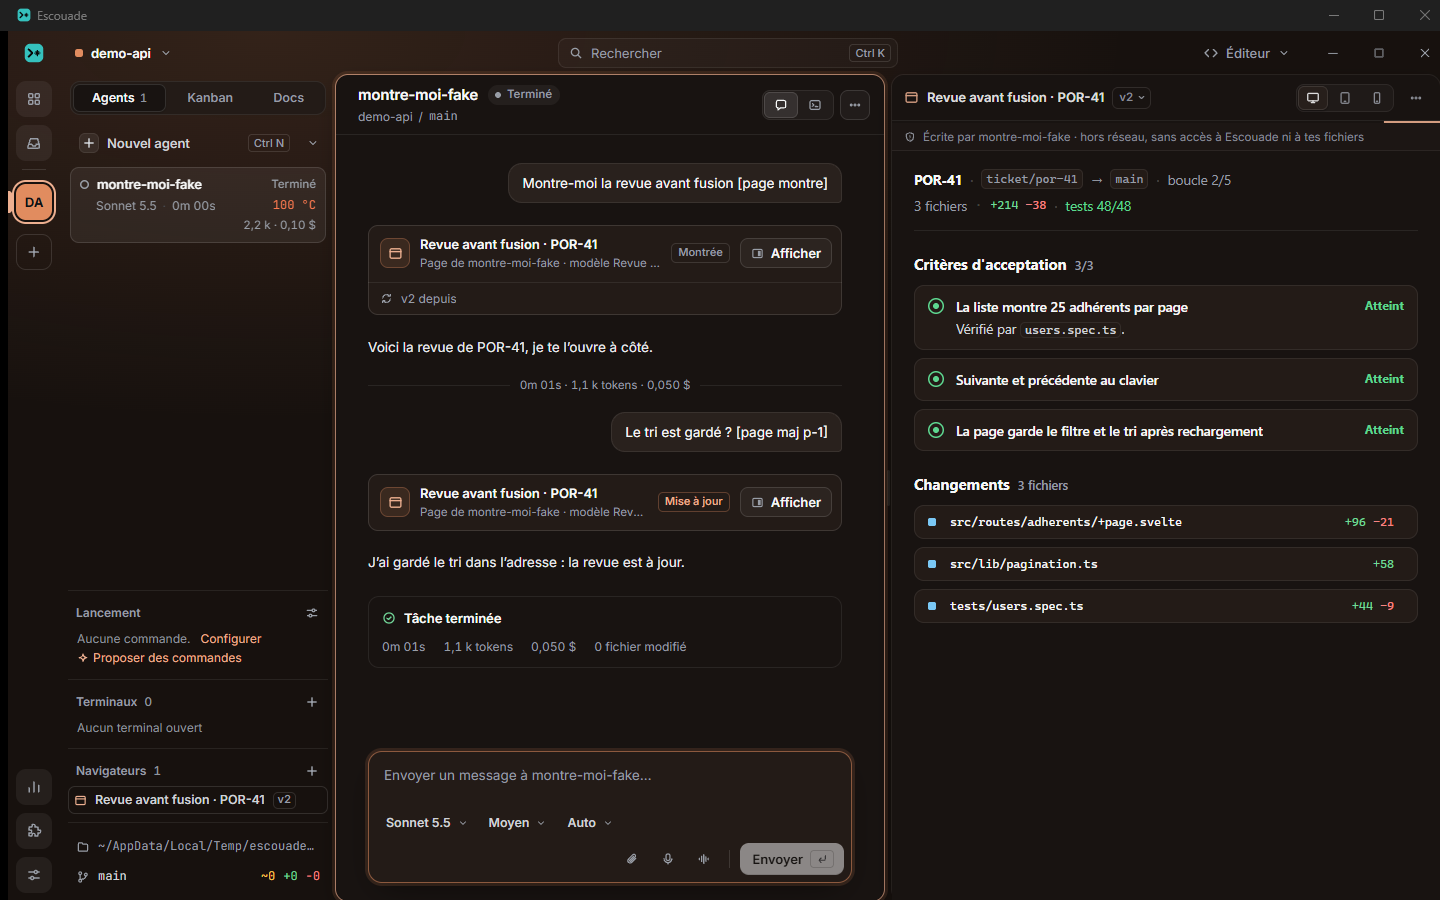 Escouade
demo-api
Rechercher
Ctrl K
Éditeur
Agents 1
Kanban
Docs
Nouvel agent
Ctrl N
montre-moi-fake
Terminé
Sonnet 5.5 · 0m 00s
100 °C
2,2 k · 0,10 $
DA
Lancement
Aucune commande. Configurer
Proposer des commandes
Terminaux 0
Aucun terminal ouvert
Navigateurs 1
Revue avant fusion · POR-41 v2
~/AppData/Local/Temp/escouade…
main
~0 +0 -0
montre-moi-fake
Terminé
demo-api / main
Montre-moi la revue avant fusion [page montre]
Revue avant fusion · POR-41
Page de montre-moi-fake · modèle Revue ...
Montrée
Afficher
v2 depuis
Voici la revue de POR-41, je te l’ouvre à côté.
0m 01s · 1,1 k tokens · 0,050 $
Le tri est gardé ? [page maj p-1]
Revue avant fusion · POR-41
Page de montre-moi-fake · modèle Rev...
Mise à jour
Afficher
J’ai gardé le tri dans l’adresse : la revue est à jour.
Tâche terminée
0m 01s 1,1 k tokens 0,050 $ 0 fichier modifié
Envoyer un message à montre-moi-fake...
Sonnet 5.5
Moyen
Auto
Envoyer
Revue avant fusion · POR-41
v2
Écrite par montre-moi-fake · hors réseau, sans accès à Escouade ni à tes fichiers
POR-41 · ticket/por-41 → main · boucle 2/5
3 fichiers · +214 −38 · tests 48/48
Critères d'acceptation 3/3
La liste montre 25 adhérents par page
Atteint
Vérifié par users.spec.ts.
Suivante et précédente au clavier
Atteint
La page garde le filtre et le tri après rechargement
Atteint
Changements 3 fichiers
src/routes/adherents/+page.svelte
+96 −21
src/lib/pagination.ts
+58
tests/users.spec.ts
+44 −9